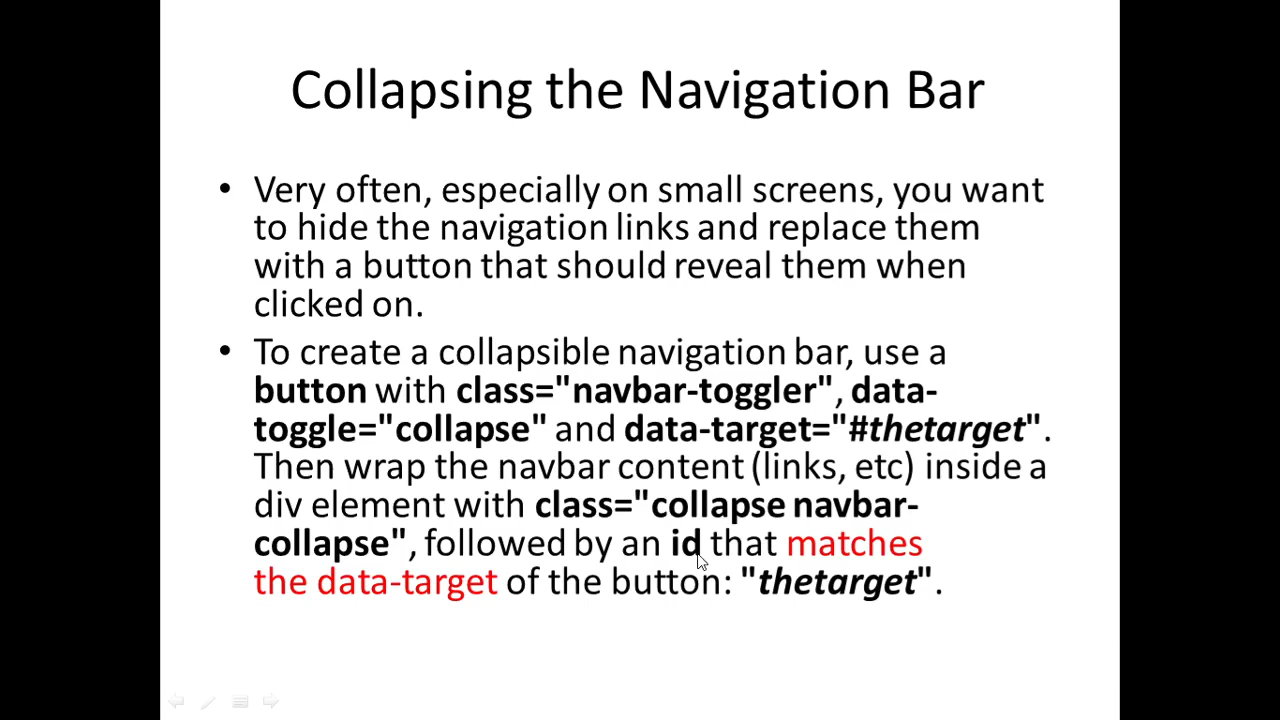 Collapsing the Navigation Bar
• Very often, especially on small screens, you want
to hide the navigation links and replace them
with a button that should reveal them when
clicked on.
• To create a collapsible navigation bar, use a
button with class="navbar-toggler", data-
toggle="collapse" and data-target="#thetarget".
Then wrap the navbar content (links, etc) inside a
div element with class="collapse navbar-
collapse", followed by an id that matches
the data-target of the button: "thetarget".